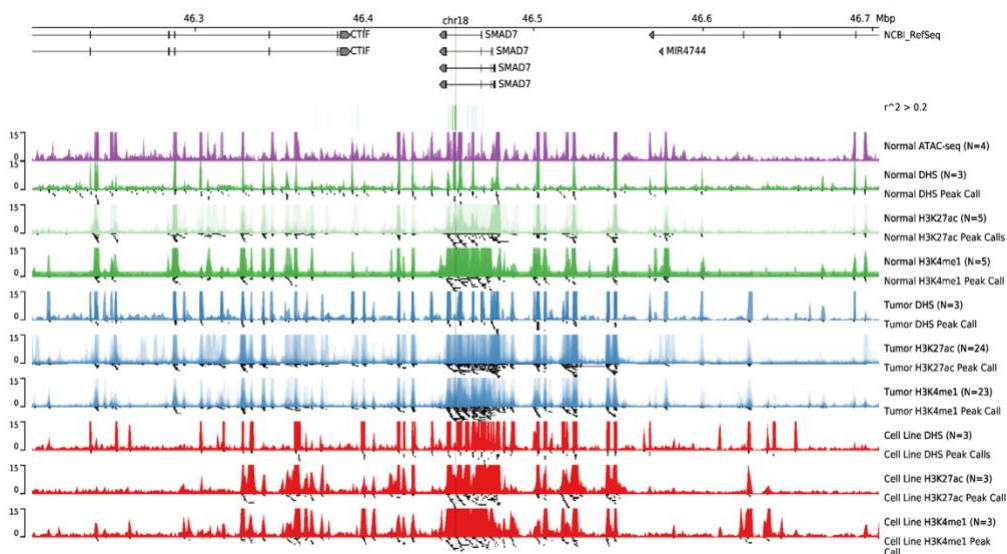 46.3 46.4 chr18 46.5 46.6 46.7 Mbp
CTIF SMAD7 NCBI_RefSeq
CTIF SMAD7 MIR4744
SMAD7
SMAD7
r^2 > 0.2
15
Normal ATAC-seq (N=4)
0
15
Normal DHS (N=3)
0
Normal DHS Peak Call
15
Normal H3K27ac (N=5)
0
Normal H3K27ac Peak Calls
15
Normal H3K4me1 (N=5)
0
Normal H3K4me1 Peak Call
15
Tumor DHS (N=3)
0
Tumor DHS Peak Call
15
Tumor H3K27ac (N=24)
0
Tumor H3K27ac Peak Call
15
Tumor H3K4me1 (N=23)
0
Tumor H3K4me1 Peak Call
15
Cell Line DHS (N=3)
0
Cell Line DHS Peak Calls
15
Cell Line H3K27ac (N=3)
0
Cell Line H3K27ac Peak Call
15
Cell Line H3K4me1 (N=3)
0
Cell Line H3K4me1 Peak
Call